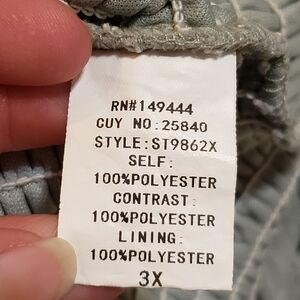 RN#149444
CUY NO:25840
STYLE:ST9862X
SELF:
100%POLYESTER
CONTRAST:
100%POLYESTER
LINING:
100%POLYESTER
3X